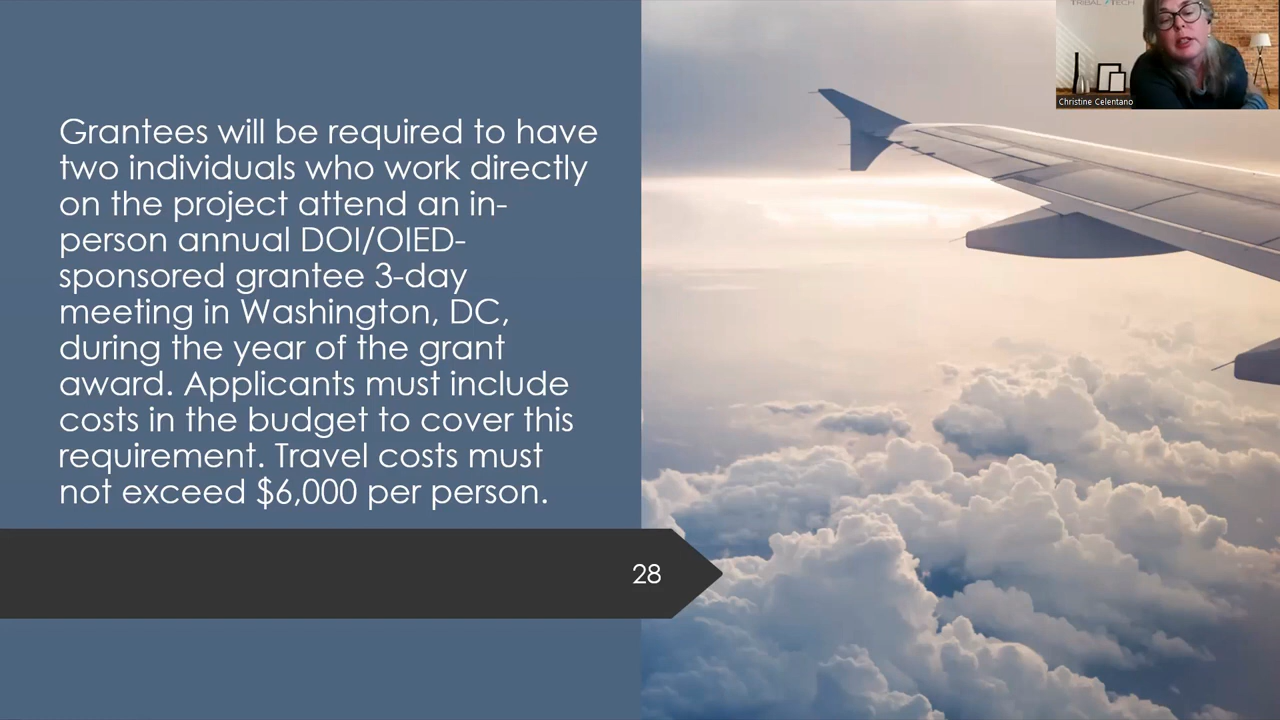 TRIBAL TECH
Christine Celentano
Grantees will be required to have
two individuals who work directly
on the project attend an in-
person annual DOI/OIED-
sponsored grantee 3-day
meeting in Washington, DC,
during the year of the grant
award. Applicants must include
costs in the budget to cover this
requirement. Travel costs must
not exceed $6,000 per person.
28